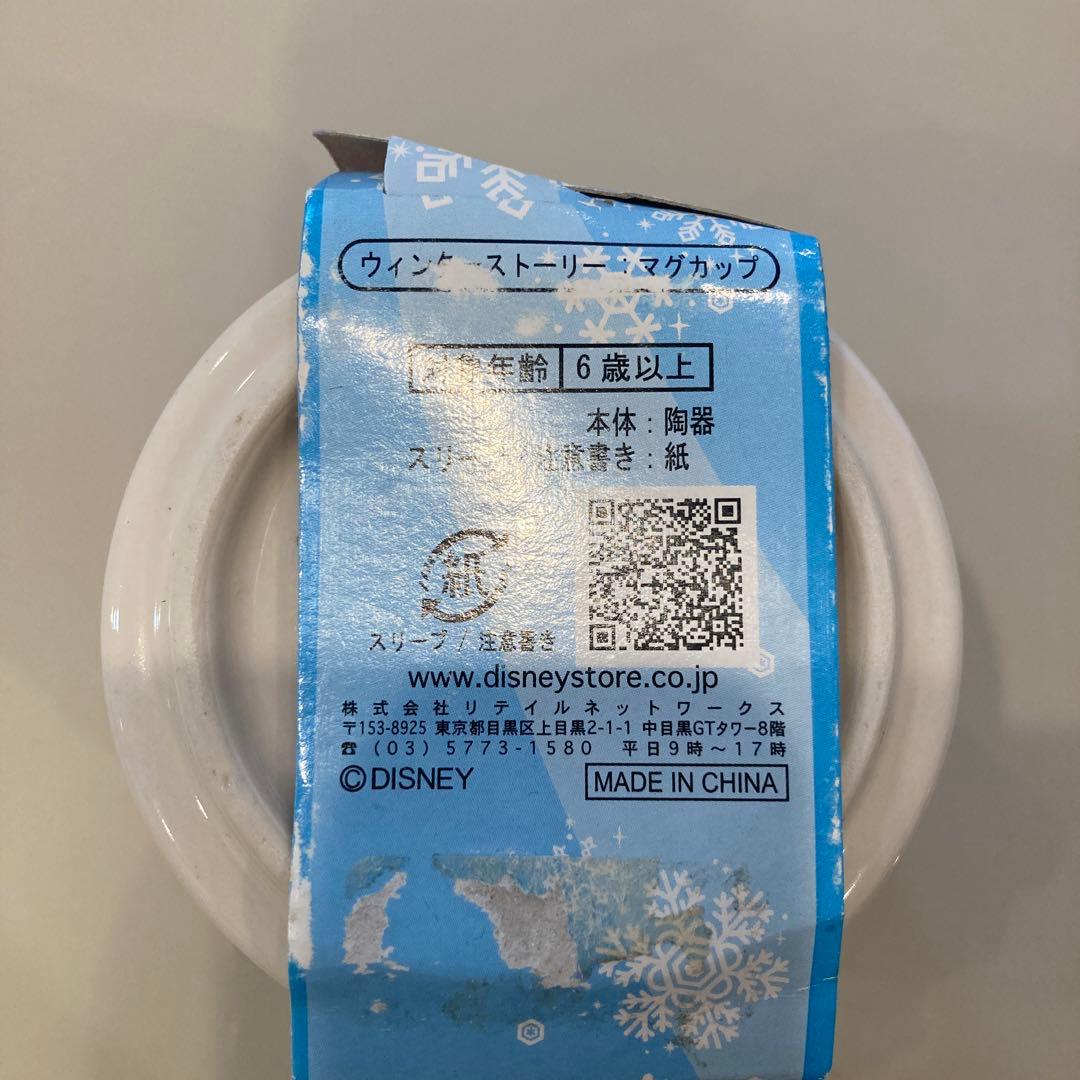 ウィンターストーリー：マグカップ
対象年齢 6歳以上
本体：陶器
スリーブ/注意書き：紙
紙
スリーブ / 注意書き
www.disneystore.co.jp
株式会社リテイルネットワークス
〒153-8925 東京都目黒区上目黒2-1-1 中目黒GTタワー8階
☎ (03) 5773-1580 平日9時～17時
©DISNEY MADE IN CHINA